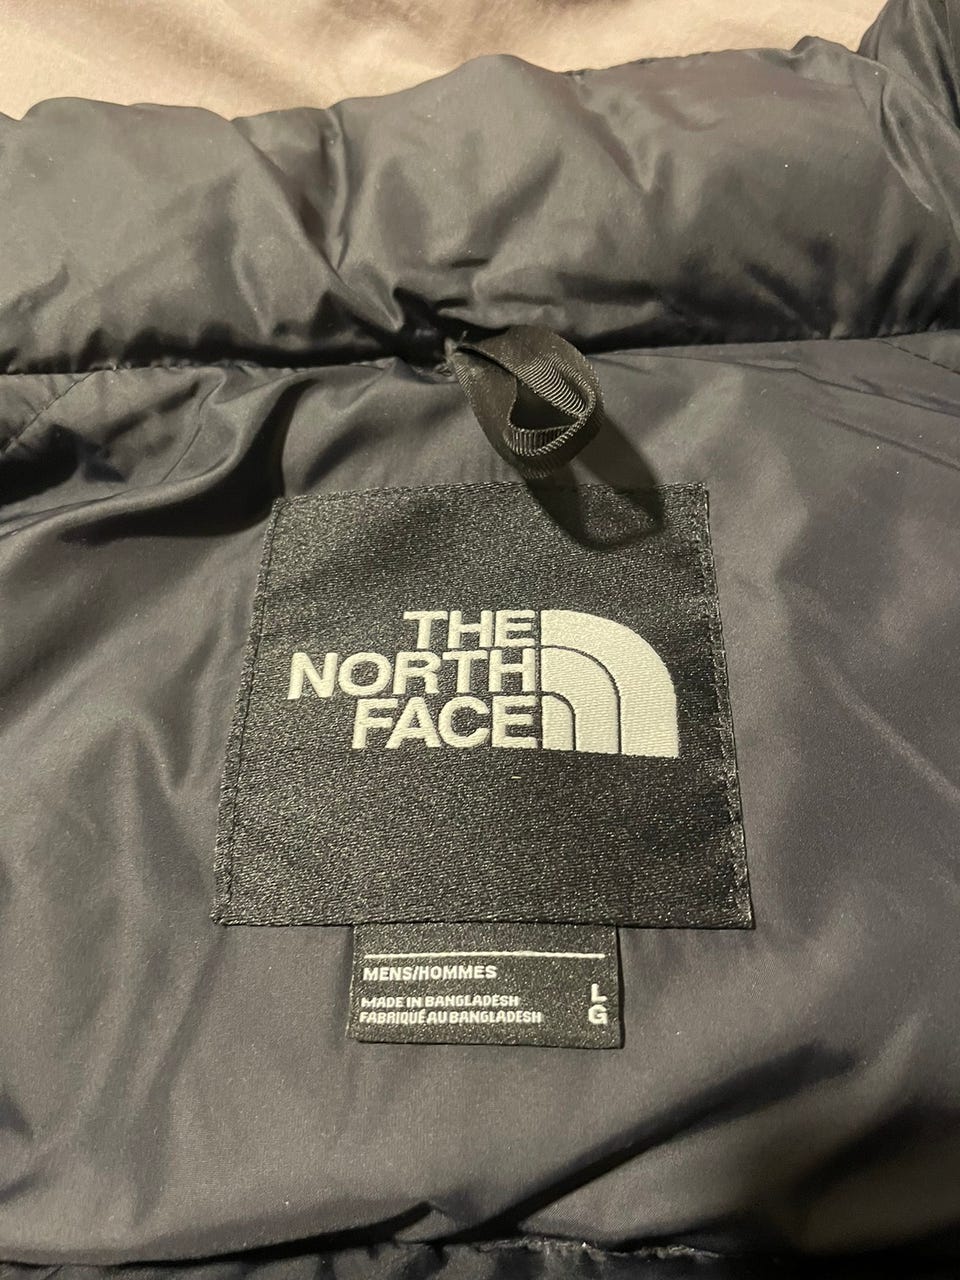 THE
NORTH
FACE
MENS/HOMMES
MADE IN BANGLADESH
FABRIQUÉ AU BANGLADESH
L
G